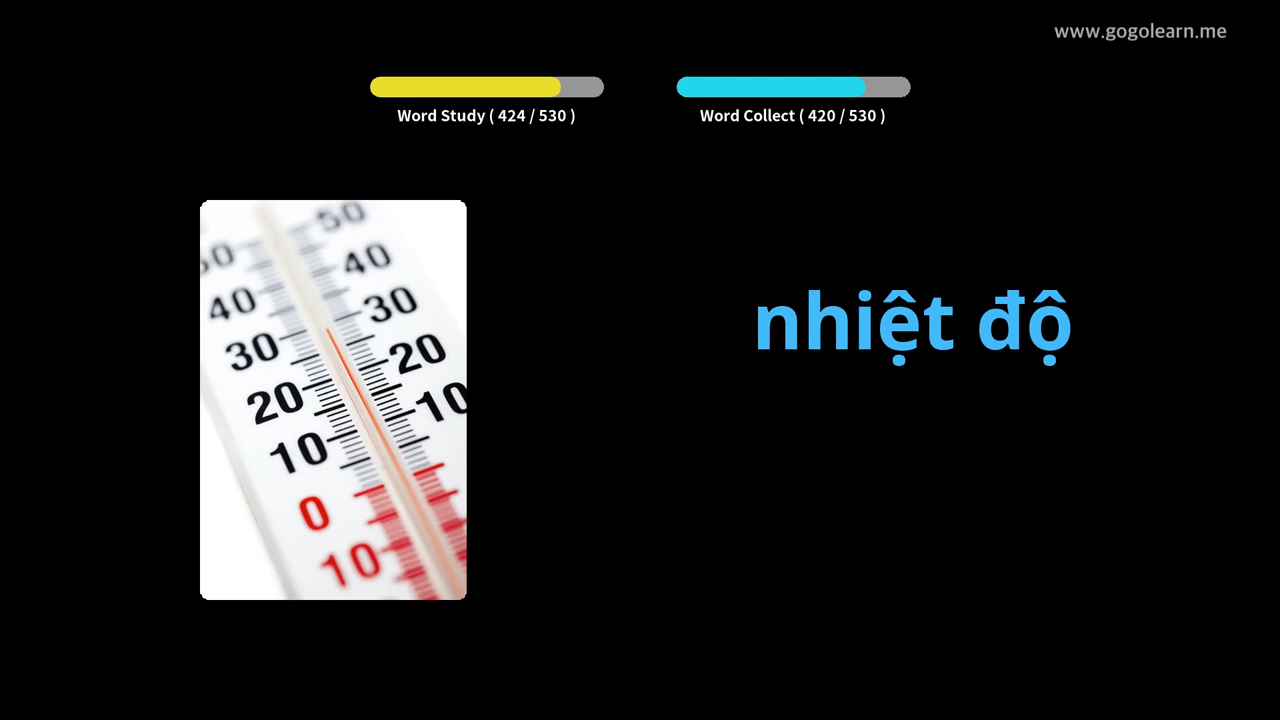 www.gogolearn.me
Word Study ( 424 / 530 )
Word Collect ( 420 / 530 )
nhiệt độ
50
40
40
30
30
20
20
10
10
0
10